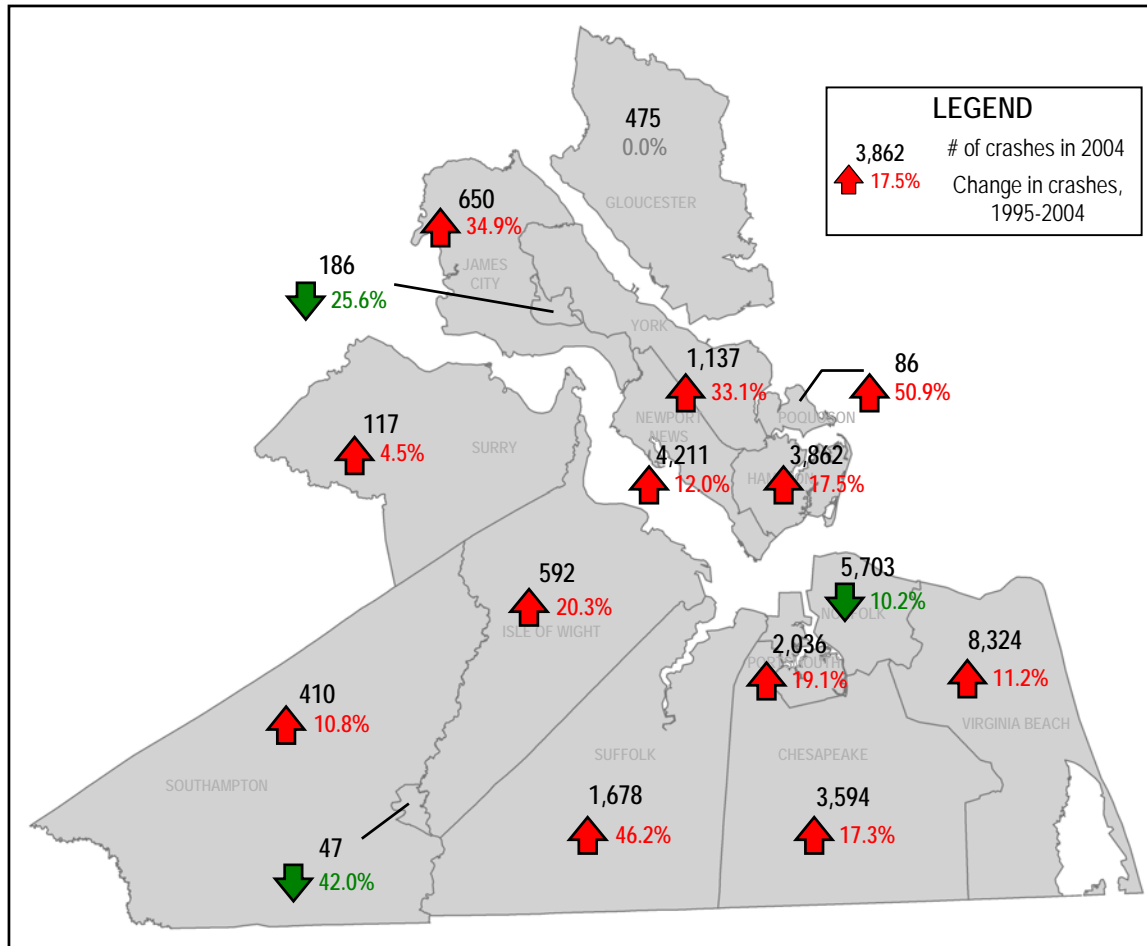 LEGEND
3,862
# of crashes in 2004
17.5%
Change in crashes,
1995-2004
475
0.0%
GLOUCESTER
650
34.9%
JAMES
CITY
186
25.6%
YORK
1,137
33.1%
86
50.9%
POQUOSON
NEWPORT
NEWS
117
4.5%
SURRY
4,211
12.0%
3,862
HAMPTON
17.5%
592
20.3%
ISLE OF WIGHT
5,703
10.2%
NORFOLK
2,036
PORTSMOUTH
19.1%
8,324
11.2%
VIRGINIA BEACH
410
10.8%
SOUTHAMPTON
SUFFOLK
CHESAPEAKE
1,678
46.2%
3,594
17.3%
47
42.0%